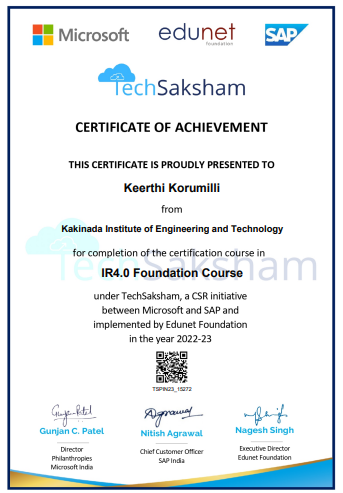 Microsoft
edunet
foundation
SAP
TechSaksham
CERTIFICATE OF ACHIEVEMENT
THIS CERTIFICATE IS PROUDLY PRESENTED TO
Keerthi Korumilli
from
Kakinada Institute of Engineering and Technology
for completion of the certification course in
TechSaksham
IR4.0 Foundation Course
under TechSaksham, a CSR initiative
between Microsoft and SAP and
implemented by Edunet Foundation
in the year 2022-23
TSPIN23_15272
Gunjan C. Patel
Director
Philanthropies
Microsoft India
Nitish Agrawal
Chief Customer Officer
SAP India
Nagesh Singh
Executive Director
Edunet Foundation